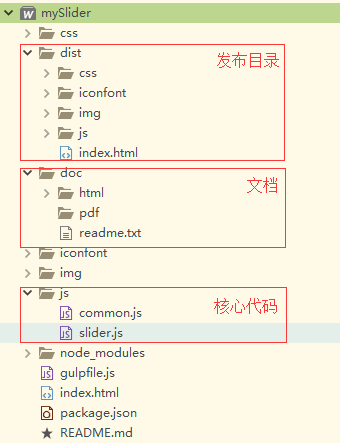 mySlider
css
dist
发布目录
css
iconfont
img
js
index.html
doc
文档
html
pdf
readme.txt
iconfont
img
js
核心代码
common.js
slider.js
node_modules
gulpfile.js
index.html
package.json
README.md